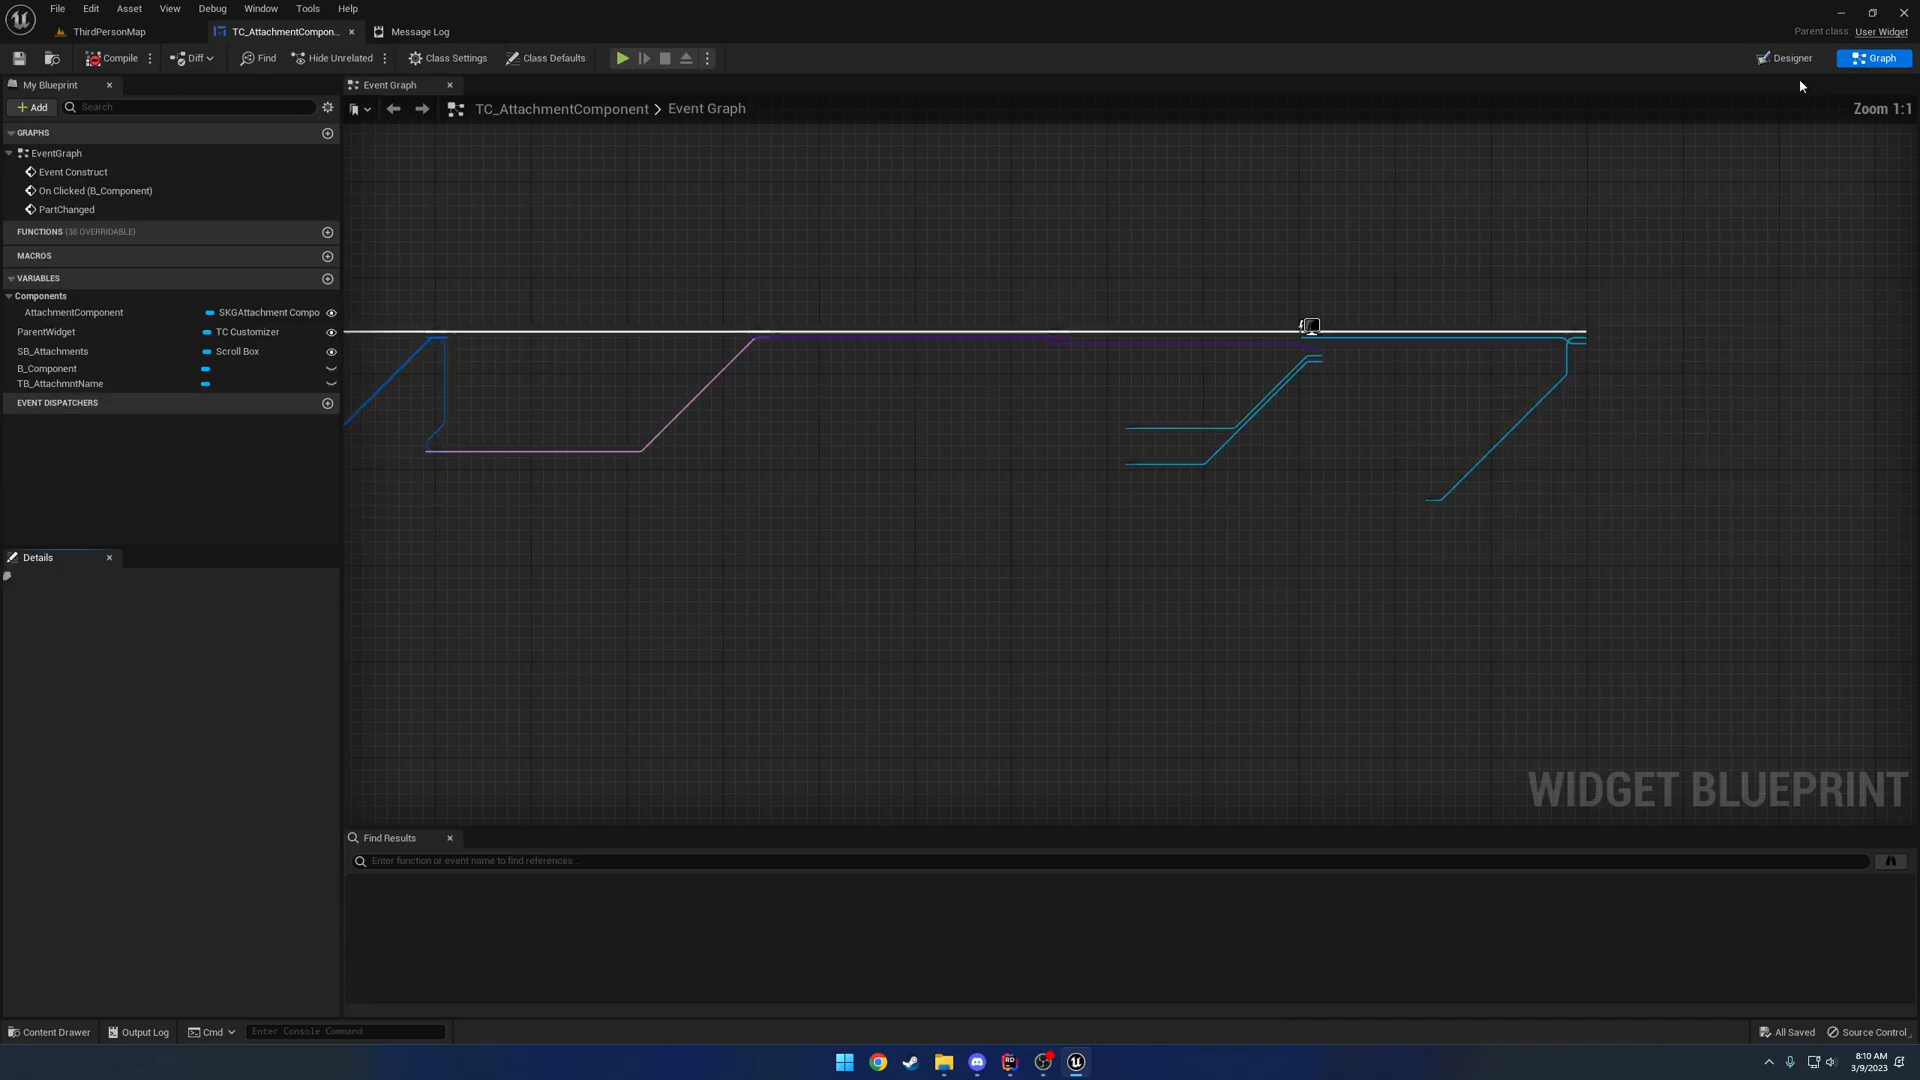 File Edit Asset View Debug Window Tools Help
ThirdPersonMap TC_AttachmentCompon... Message Log
Parent class: User Widget
Compile Diff Find Hide Unrelated Class Settings Class Defaults Designer Graph
My Blueprint Event Graph
Add Search TC_AttachmentComponent > Event Graph Zoom 1:1
GRAPHS
EventGraph
Event Construct
On Clicked (B_Component)
PartChanged
FUNCTIONS (36 OVERRIDABLE)
MACROS
VARIABLES
Components
AttachmentComponent SKGAttachment Compo
ParentWidget TC Customizer
SB_Attachments Scroll Box
B_Component
TB_AttachmntName
EVENT DISPATCHERS
Details
WIDGET BLUEPRINT
Find Results
Enter function or event name to find references...
Content Drawer Output Log Cmd Enter Console Command All Saved Source Control
8:10 AM
3/9/2023